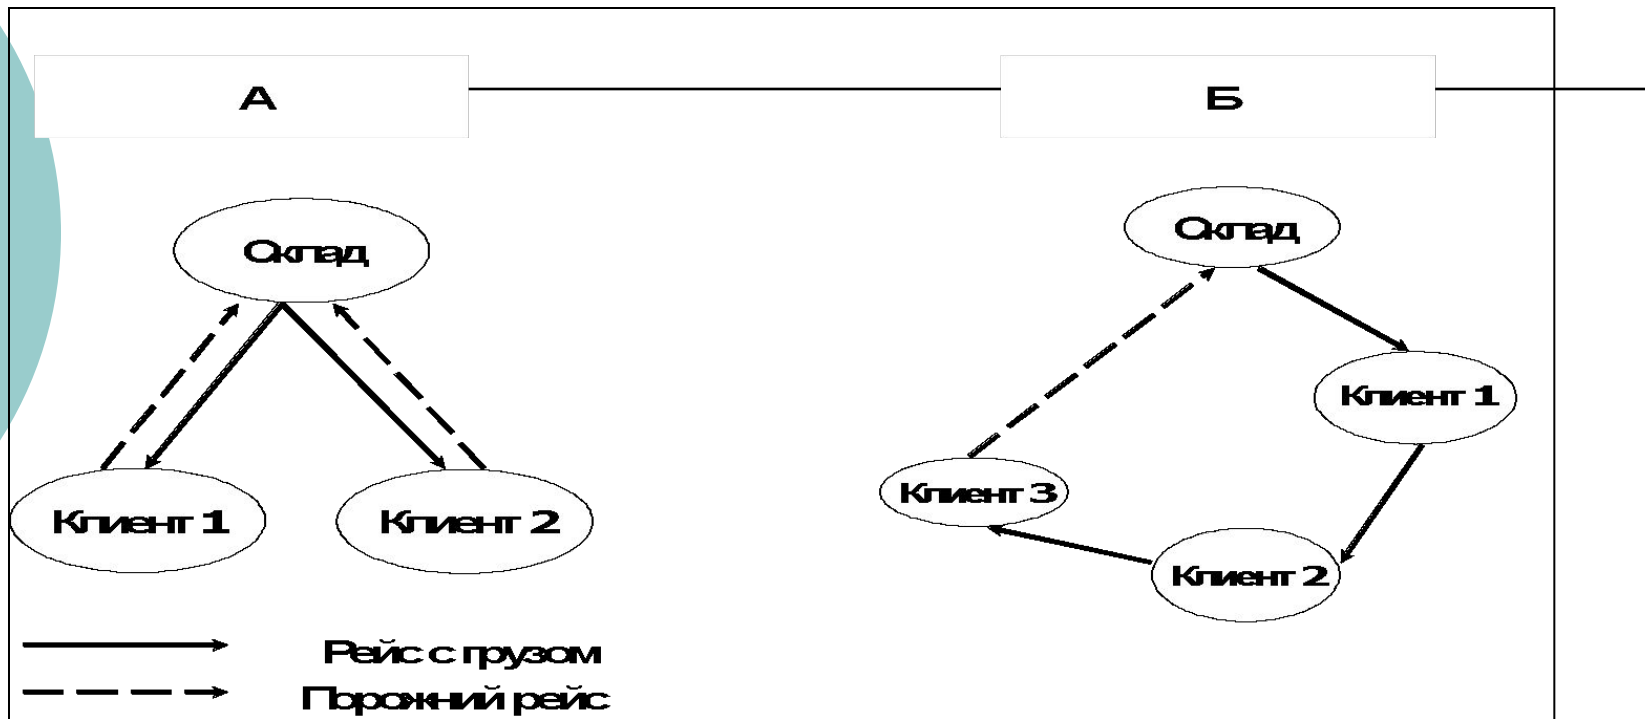 А
Б
Склад
Склад
Клиент 1
Клиент 3
Клиент 1
Клиент 2
Клиент 2
Рейс с грузом
Порожний рейс